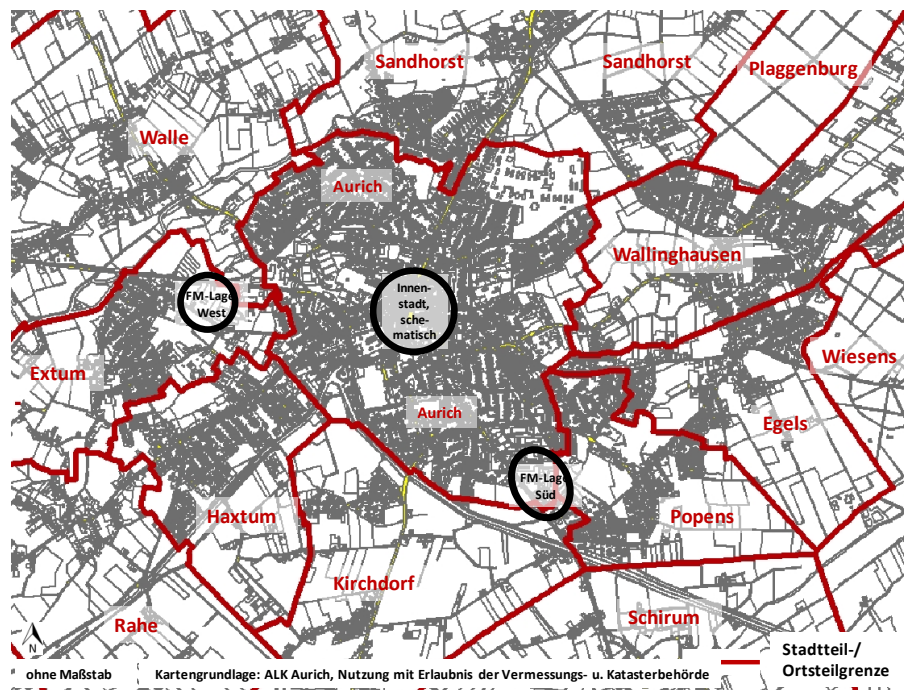 Sandhorst
Sandhorst
Plaggenburg
Walle
Aurich
Wallinghausen
FM-Lage
West
Innen-
stadt,
sche-
matisch
Wiesens
Extum
Aurich
Egels
FM-Lage
Süd
Haxtum
Popens
Kirchdorf
Rahe
Schirum
N
Stadtteil-/
Ortsteilgrenze
ohne Maßstab
Kartengrundlage: ALK Aurich, Nutzung mit Erlaubnis der Vermessungs- u. Katasterbehörde